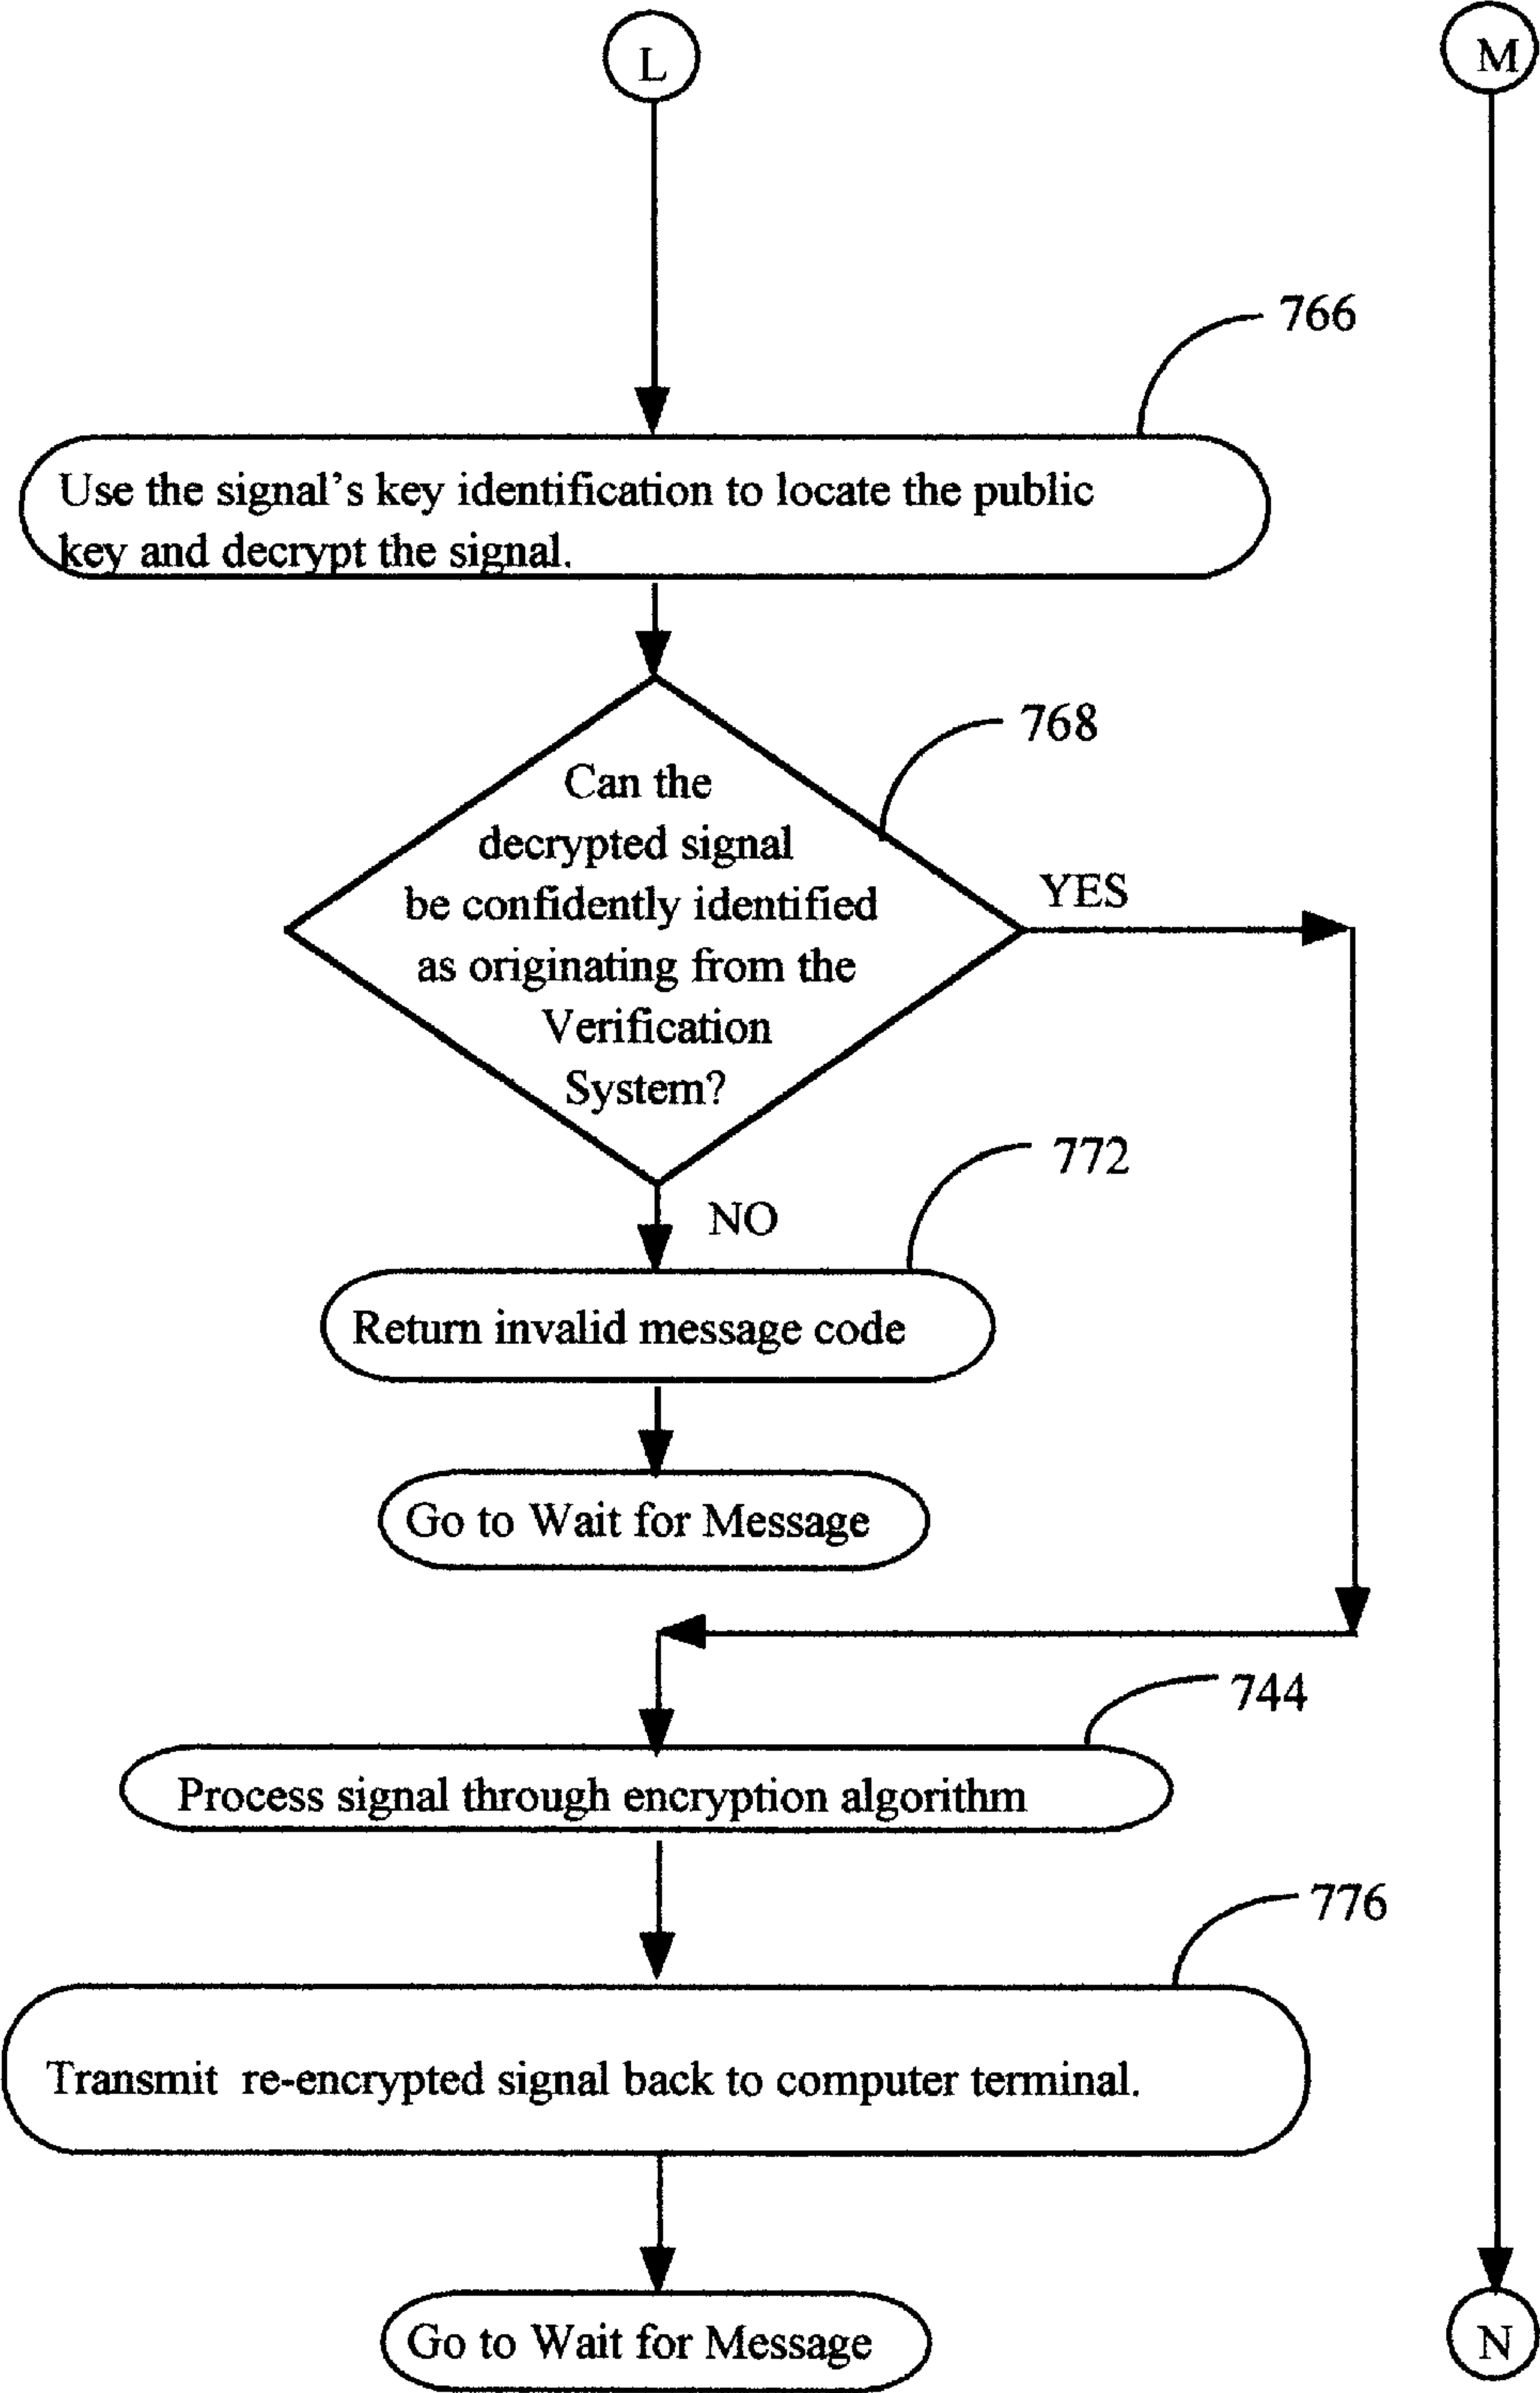 L
M
766
Use the signal's key identification to locate the public
key and decrypt the signal.
768
Can the
decrypted signal
be confidently identified
as originating from the
Verification
System?
YES
772
NO
Return invalid message code
Go to Wait for Message
744
Process signal through encryption algorithm
776
Transmit re-encrypted signal back to computer terminal.
Go to Wait for Message
N